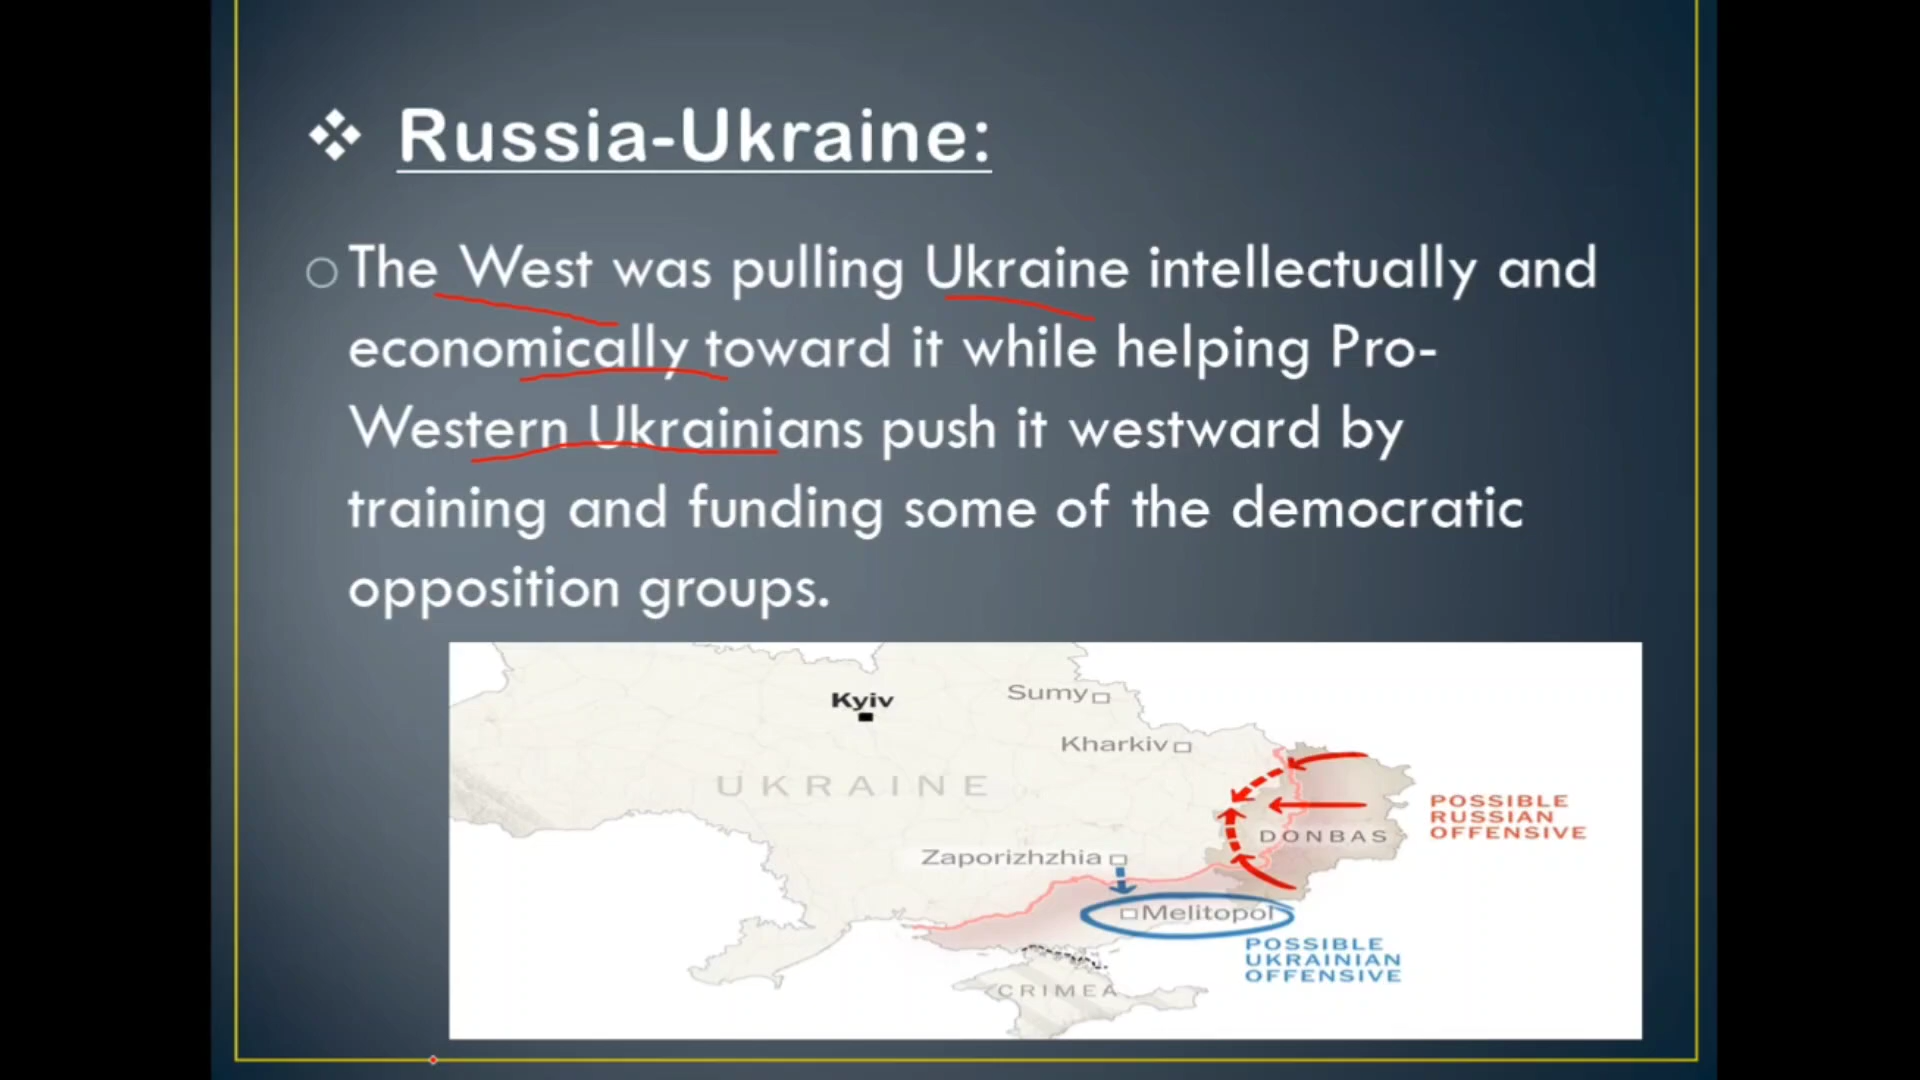 Russia-Ukraine:
The West was pulling Ukraine intellectually and
economically toward it while helping Pro-
Western Ukrainians push it westward by
training and funding some of the democratic
opposition groups.
Kyiv
Sumy
Kharkiv
UKRAINE
POSSIBLE
RUSSIAN
OFFENSIVE
DONBAS
Zaporizhzhia
Melitopol
POSSIBLE
UKRAINIAN
OFFENSIVE
CRIMEA